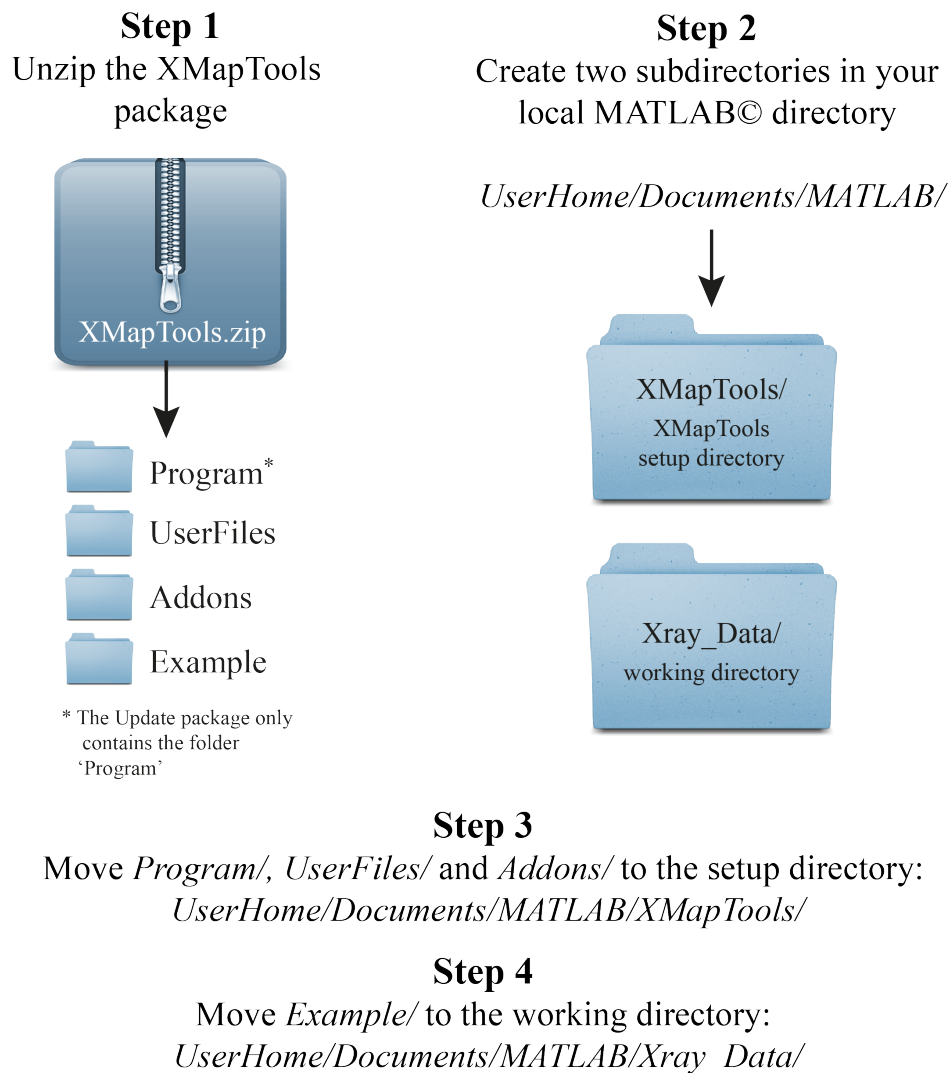 Step 1
Unzip the XMapTools
package
XMapTools.zip
Program*
UserFiles
Addons
Example
* The Update package only
contains the folder
‘Program’
Step 2
Create two subdirectories in your
local MATLAB© directory
UserHome/Documents/MATLAB/
XMapTools/
XMapTools
setup directory
Xray_Data/
working directory
Step 3
Move Program/, UserFiles/ and Addons/ to the setup directory:
UserHome/Documents/MATLAB/XMapTools/
Step 4
Move Example/ to the working directory:
UserHome/Documents/MATLAB/Xray_Data/